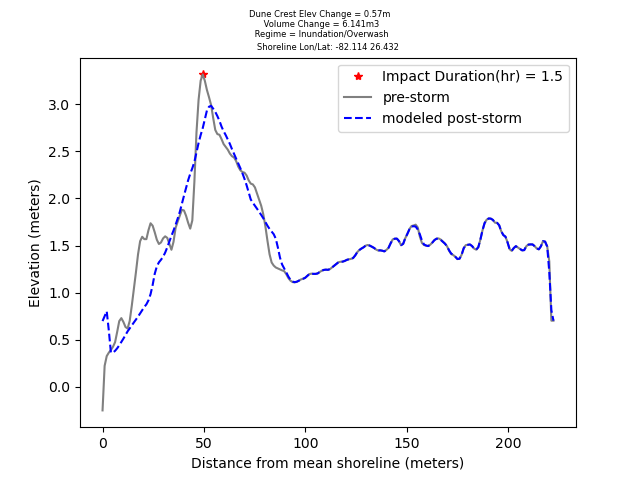 Dune Crest Elev Change = 0.57m
Volume Change = 6.141m3
Regime = Inundation/Overwash
Shoreline Lon/Lat: -82.114 26.432
Impact Duration(hr) = 1.5
pre-storm
modeled post-storm
Elevation (meters)
3.0
2.5
2.0
1.5
1.0
0.5
0.0
0 50 100 150 200
Distance from mean shoreline (meters)